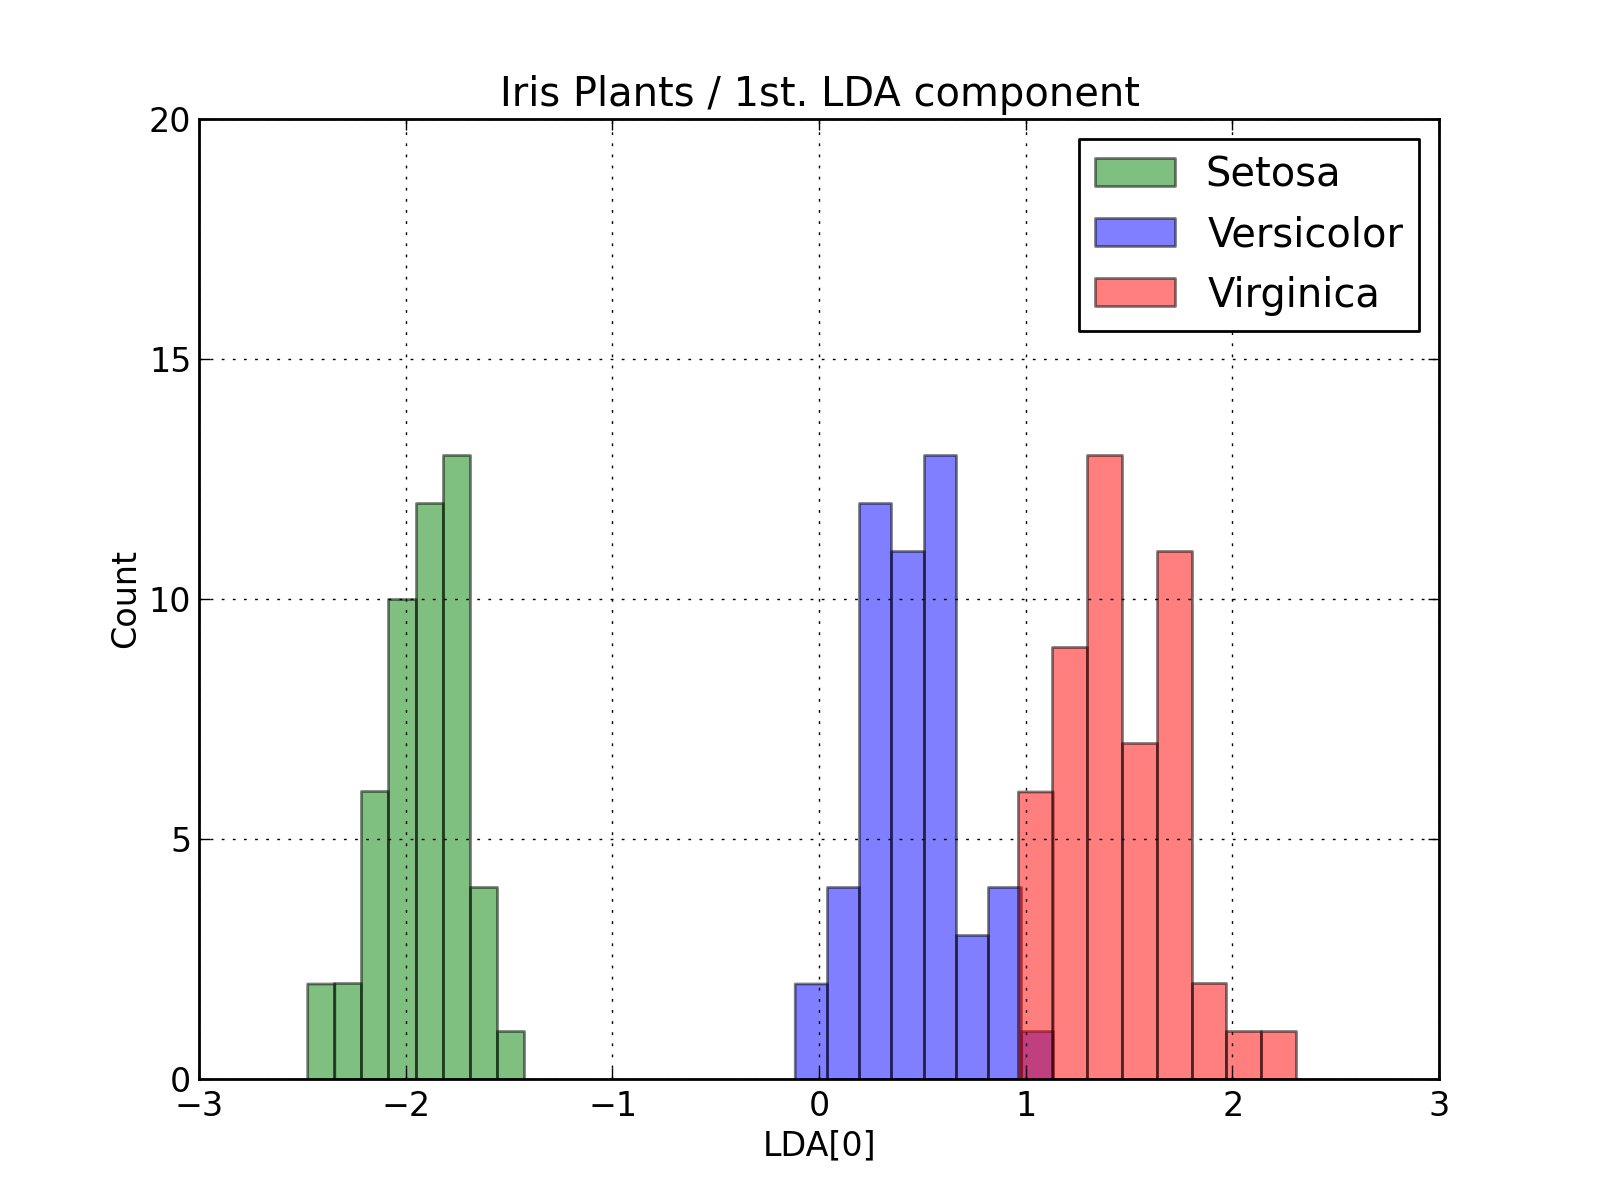 Iris Plants / 1st. LDA component
20
15
10
5
0
Count
Setosa
Versicolor
Virginica
−3 −2 −1 0 1 2 3
LDA[0]